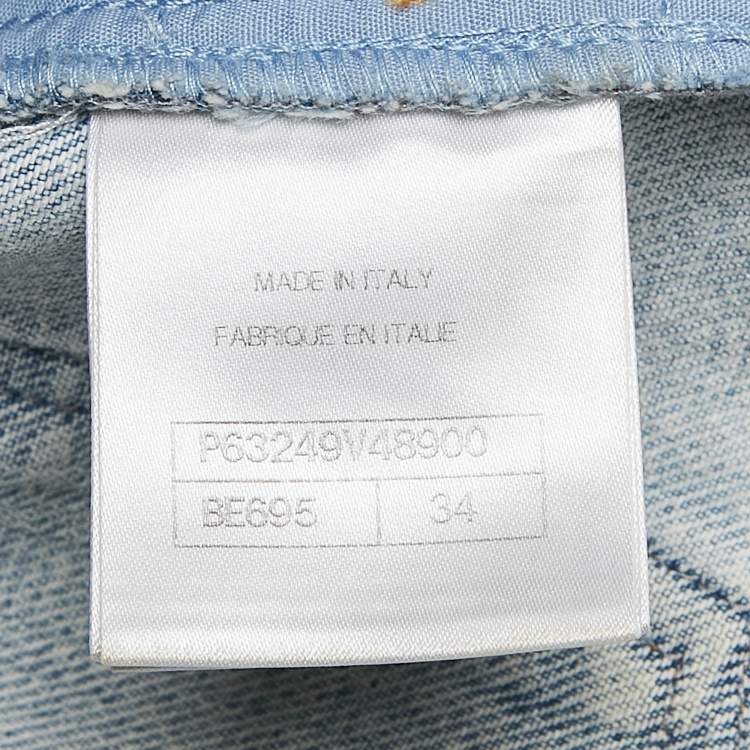 MADE IN ITALY
FABRIQUE EN ITALIE
P63249V48900
BE695 34